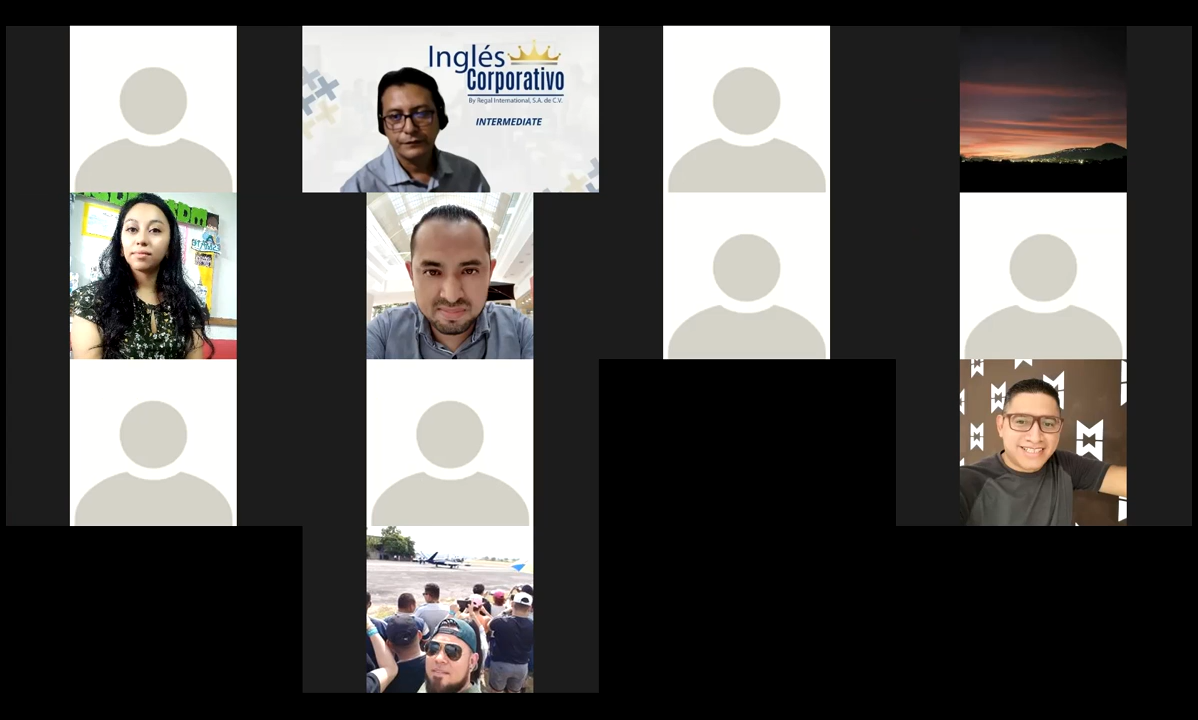 Inglés
Corporativo
By Regal International, S.A. de C.V.
INTERMEDIATE